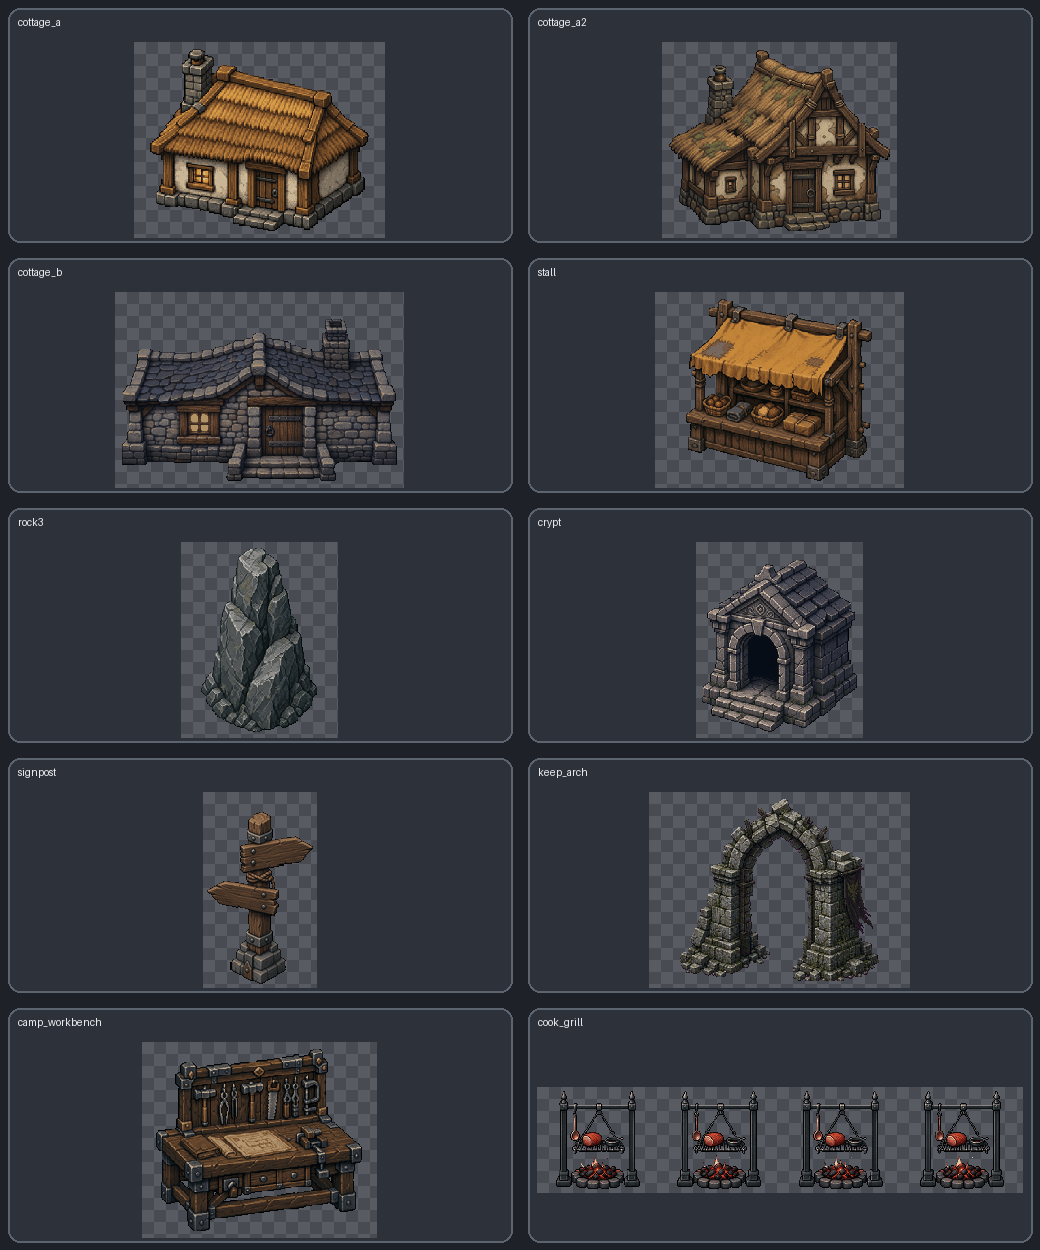 cottage_a
cottage_a2
cottage_b
stall
rock3
crypt
signpost
keep_arch
camp_workbench
cook_grill